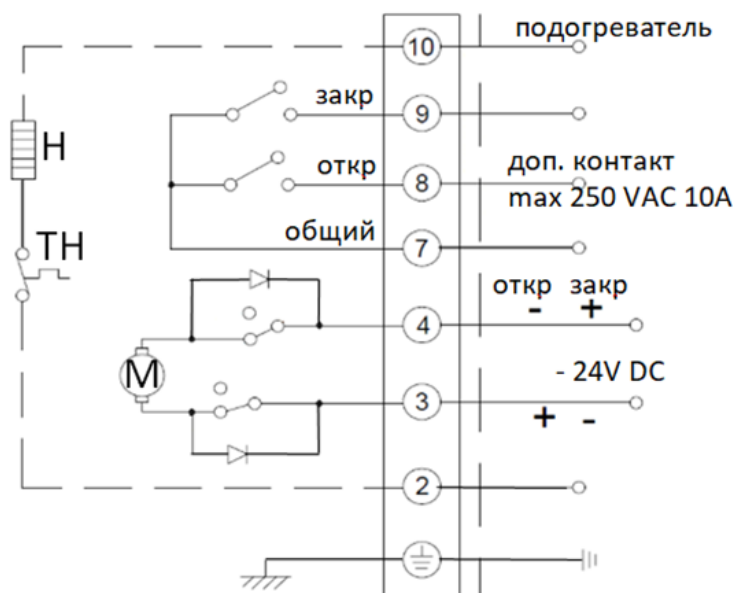 10 подогреватель
закр 9
H
откр 8 доп. контакт
max 250 VAC 10A
TH
общий 7
откр закр
4 - +
M
- 24V DC
3
+ -
2